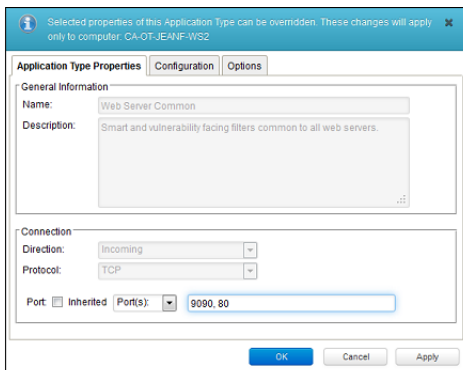 Selected properties of this Application Type can be overridden. These changes will apply
only to computer: CA-OT-JEANF-WS2
Application Type Properties
Configuration
Options
General Information
Name:
Web Server Common
Description:
Smart and vulnerability facing filters common to all web servers.
Connection
Direction:
Incoming
Protocol:
TCP
Port: Inherited Port(s): 9090, 80
OK
Cancel
Apply